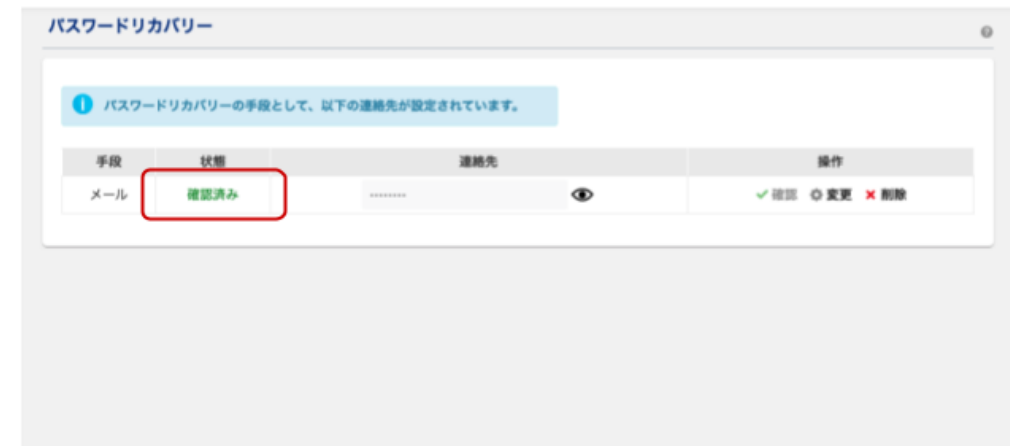 パスワードリカバリー
パスワードリカバリーの手段として、以下の連絡先が設定されています。
手段 状態 連絡先 操作
メール 確認済み ········ 確認 変更 削除